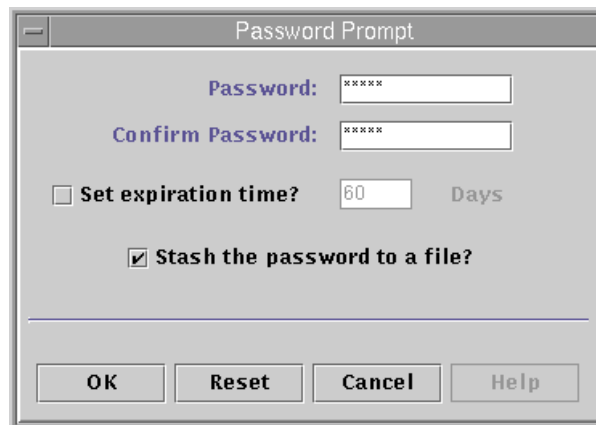 Password Prompt
Password: *****
Confirm Password: *****
Set expiration time? 60 Days
Stash the password to a file?
OK Reset Cancel Help